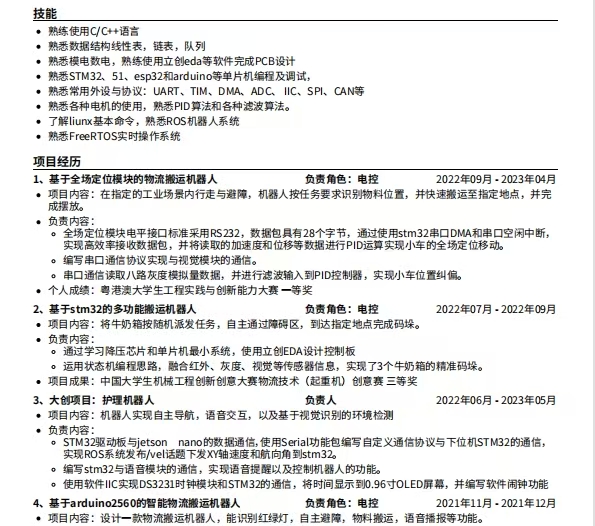 技能
• 熟练使用C/C++语言
• 熟悉数据结构线性表，链表，队列
• 熟悉模电数电，熟练使用立创eda等软件完成PCB设计
• 熟悉STM32、51、esp32和arduino等单片机编程及调试，
• 熟悉常用外设与协议：UART、TIM、DMA、ADC、 IIC、SPI、CAN等
• 熟悉各种电机的使用，熟悉PID算法和各种滤波算法。
• 了解liunx基本命令，熟悉ROS机器人系统
• 熟悉FreeRTOS实时操作系统
项目经历
1、基于全场定位模块的物流搬运机器人 负责角色：电控 2022年09月 - 2023年04月
• 项目内容：在指定的工业场景内行走与避障，机器人按任务要求识别物料位置，并快速搬运至指定地点，并完
成摆放。
• 负责内容：
◦ 全场定位模块电平接口标准采用RS232，数据包具有28个字节，通过使用stm32串口DMA和串口空闲中断，
实现高效率接收数据包，并将读取的加速度和位移等数据进行PID运算实现小车的全场定位移动。
◦ 编写串口通信协议实现与视觉模块的通信。
◦ 串口通信读取八路灰度模拟量数据，并进行滤波输入到PID控制器，实现小车位置纠偏。
• 个人成绩：粤港澳大学生工程实践与创新能力大赛 一等奖
2、基于stm32的多功能搬运机器人 负责角色：电控 2022年07月 - 2022年09月
• 项目内容：将牛奶箱按随机派发任务，自主通过障碍区，到达指定地点完成码垛。
• 负责内容：
◦ 通过学习降压芯片和单片机最小系统，使用立创EDA设计控制板
◦ 运用状态机编程思路，融合红外、灰度、视觉等传感器信息，实现了3个牛奶箱的精准码垛。
• 项目成果：中国大学生机械工程创新创意大赛物流技术（起重机）创意赛 三等奖
3、大创项目：护理机器人 负责人 2022年06月 - 2023年05月
• 项目内容：机器人实现自主导航，语音交互，以及基于视觉识别的环境检测
• 负责内容：
◦ STM32驱动板与jetson nano的数据通信,使用Serial功能包编写自定义通信协议与下位机STM32的通信，
实现ROS系统发布/vel话题下发XY轴速度和航向角到stm32。
◦ 编写stm32与语音模块的通信，实现语音提醒以及控制机器人的功能。
◦ 使用软件IIC实现DS3231时钟模块和STM32的通信，将时间显示到0.96寸OLED屏幕，并编写软件闹钟功能
4、基于arduino2560的智能物流搬运机器人 负责角色：电控 2021年11月 - 2021年12月
• 项目内容：设计一款物流搬运机器人，能识别红绿灯，自主避障，物料搬运，语音播报等功能。